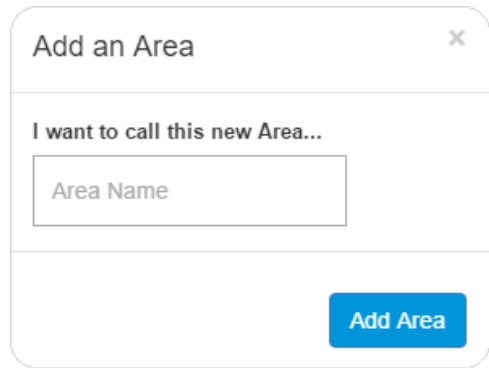 Add an Area
×
I want to call this new Area...
Area Name
Add Area